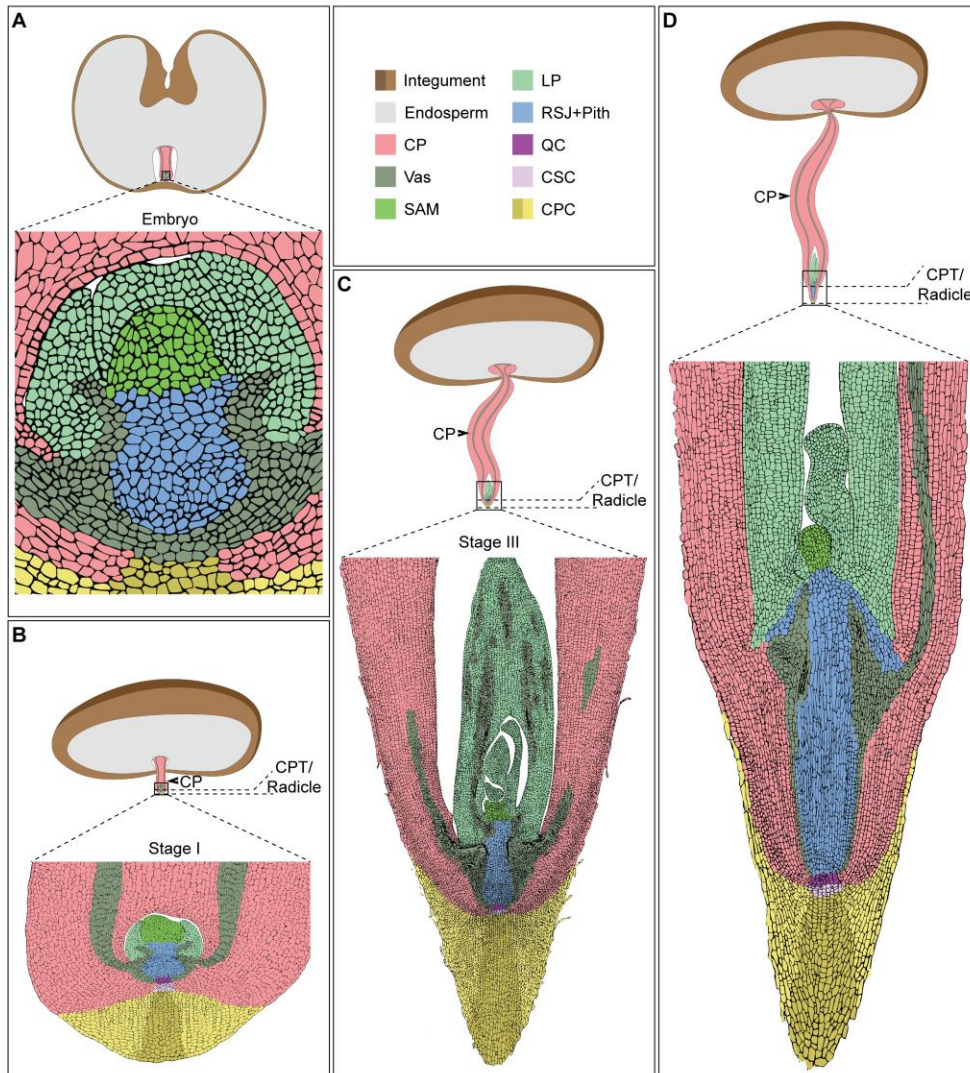 A
Embryo
Integument
Endosperm
CP
Vas
SAM
LP
RSJ+Pith
QC
CSC
CPC
B
CP
CPT/
Radicle
Stage I
C
CP
CPT/
Radicle
Stage III
D
CP
CPT/
Radicle